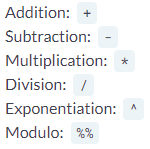 Addition: +
Subtraction: -
Multiplication: *
Division: /
Exponentiation: ^
Modulo: %%